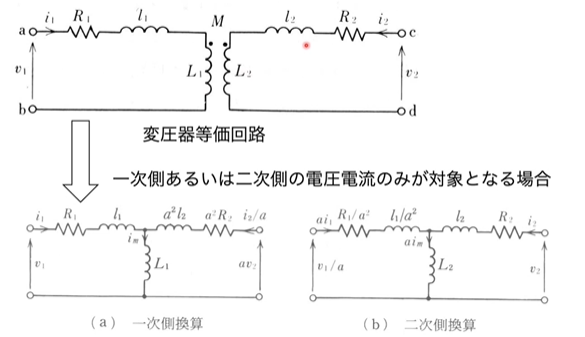 i₁ R₁ l₁ M l₂ R₂ i₂
a c
v₁ L₁ L₂ v₂
b d
変圧器等価回路
一次側あるいは二次側の電圧電流のみが対象となる場合
i₁ R₁ l₁ a²l₂ a²R₂ i₂/a
iₘ
v₁ L₁ av₂
(a) 一次側換算
ai₁ R₁/a² l₁/a² l₂ R₂ i₂
aiₘ
v₁/a L₂ v₂
(b) 二次側換算